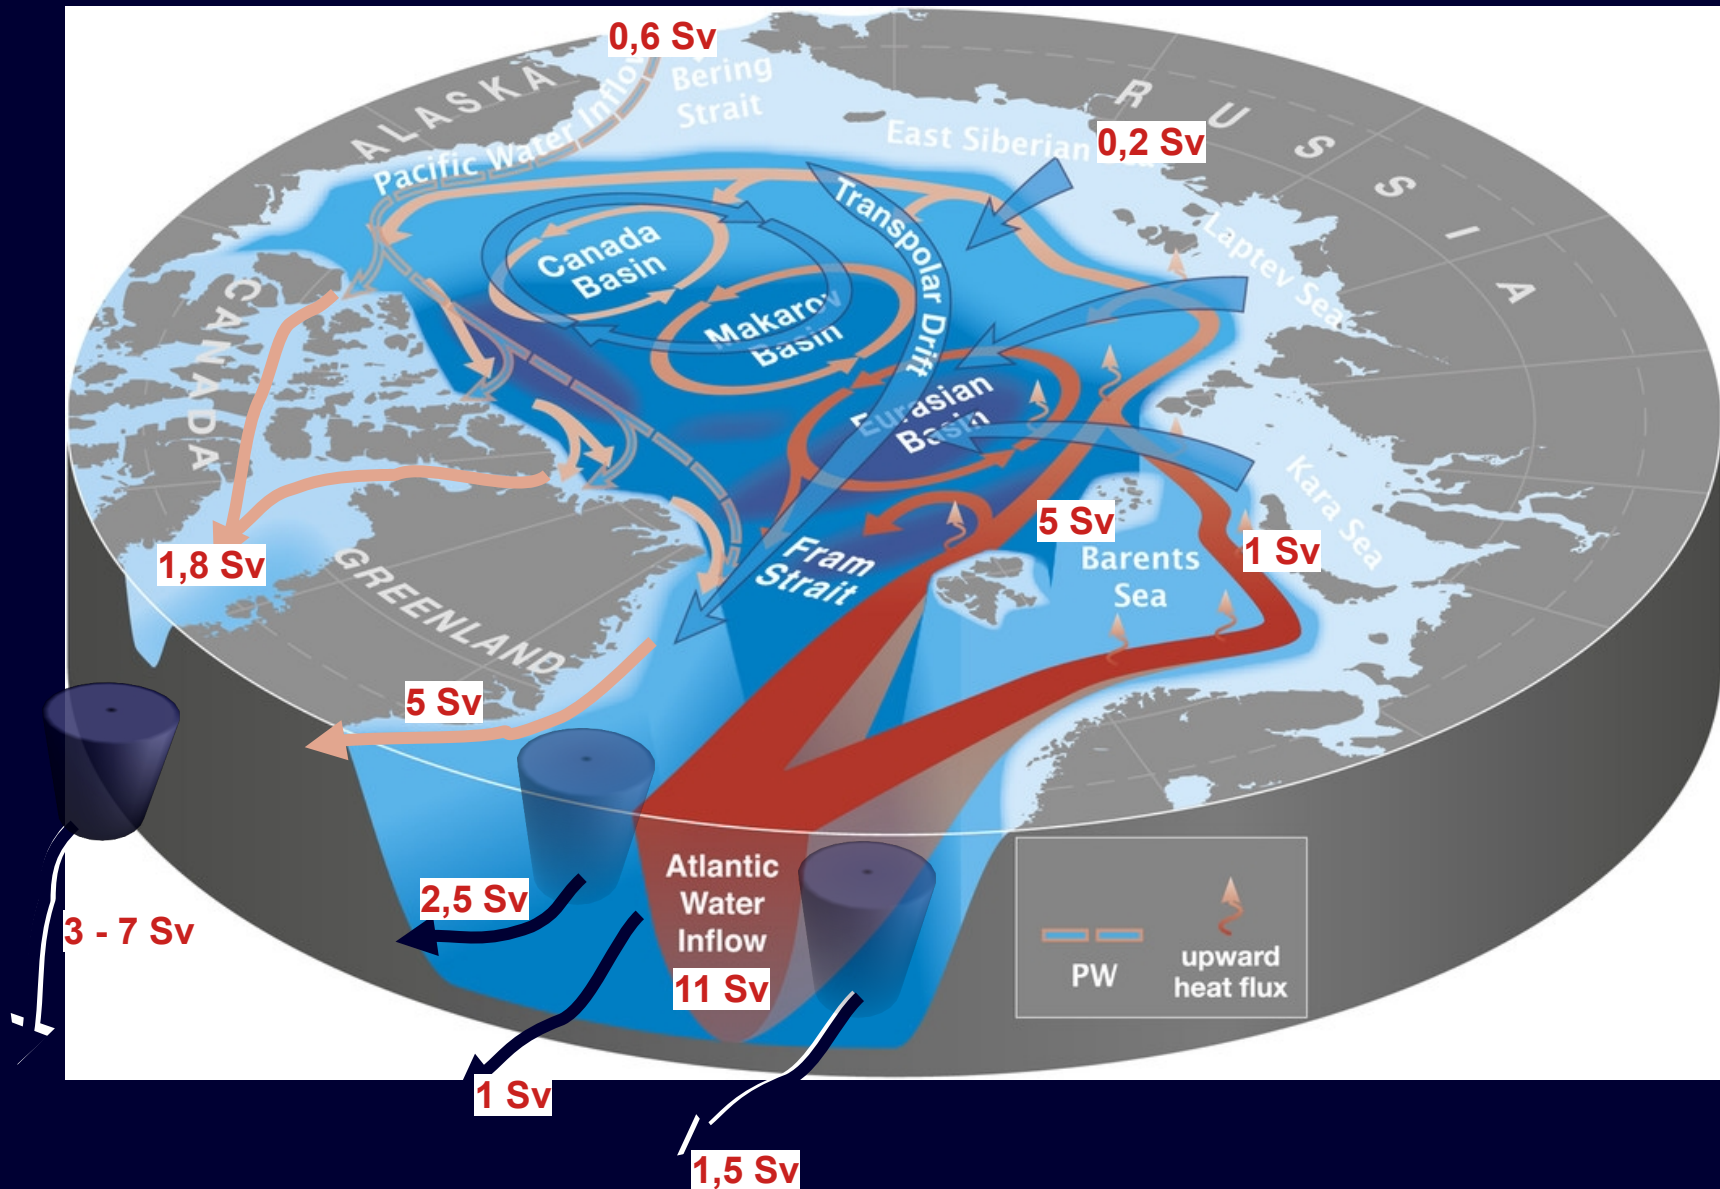 0,6 Sv
ALASKA
Bering
Strait
Pacific Water Inflow
RUSSIA
East Siberian
0,2 Sv
Transpolar Drift
Laptev Sea
Canada
Basin
CANADA
Makarov
Basin
Eurasian
Basin
Kara Sea
5 Sv
1 Sv
Barents
Sea
Fram
Strait
1,8 Sv
GREENLAND
5 Sv
Atlantic
Water
Inflow
11 Sv
2,5 Sv
3 - 7 Sv
PW
upward
heat flux
1 Sv
1,5 Sv